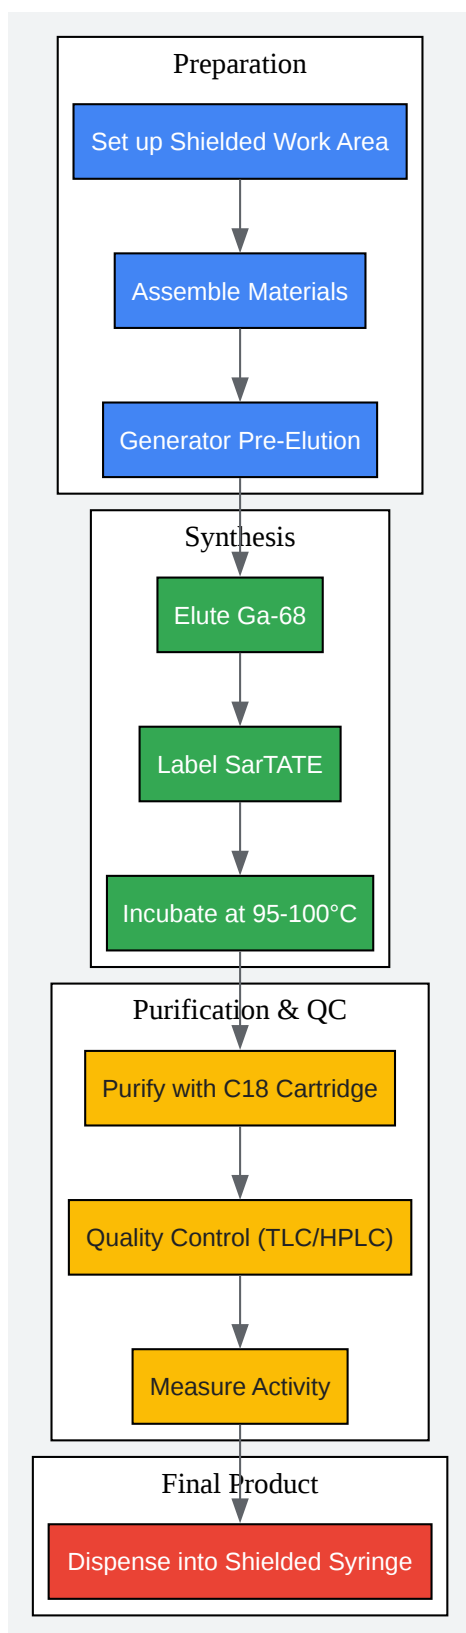 Preparation
Set up Shielded Work Area
Assemble Materials
Generator Pre-Elution
Synthesis
Elute Ga-68
Label SarTATE
Incubate at 95-100°C
Purification & QC
Purify with C18 Cartridge
Quality Control (TLC/HPLC)
Measure Activity
Final Product
Dispense into Shielded Syringe